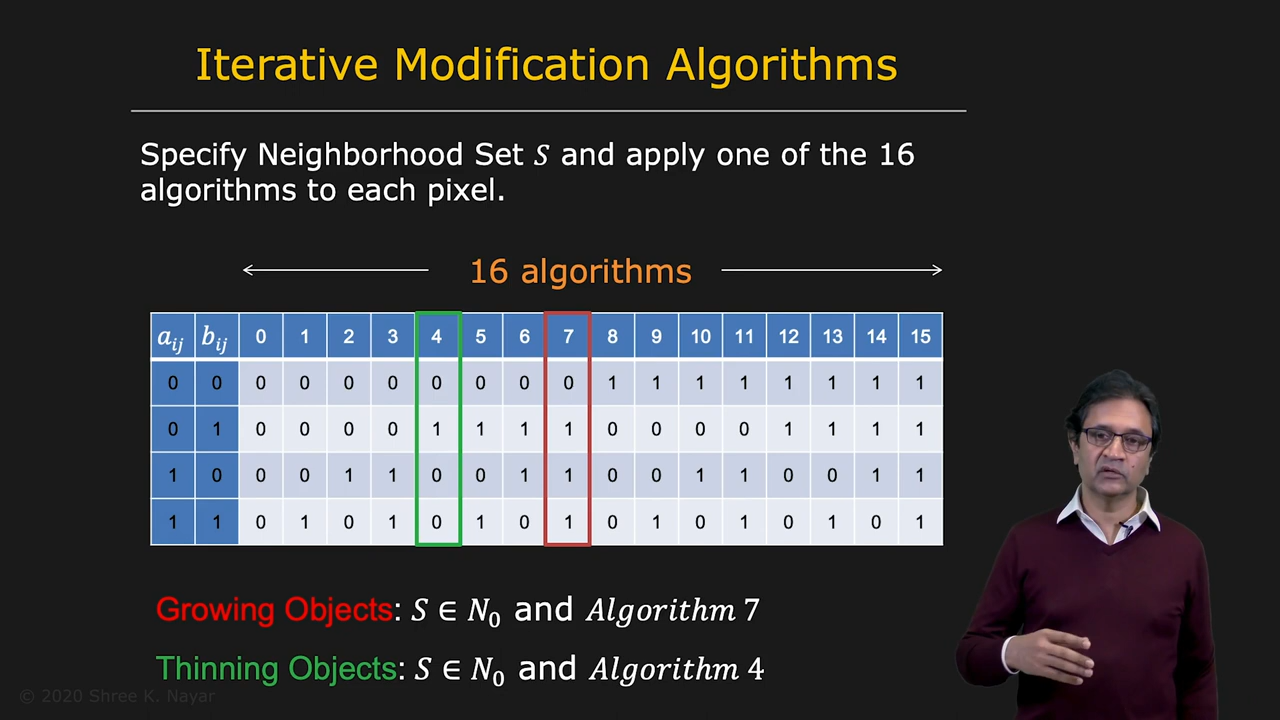 Iterative Modification Algorithms
Specify Neighborhood Set S and apply one of the 16
algorithms to each pixel.
16 algorithms
aij bij 0 1 2 3 4 5 6 7 8 9 10 11 12 13 14 15
0 0 0 0 0 0 0 0 0 0 1 1 1 1 1 1 1 1
0 1 0 0 0 0 1 1 1 1 0 0 0 0 1 1 1 1
1 0 0 0 1 1 0 0 1 1 0 0 1 1 0 0 1 1
1 1 0 1 0 1 0 1 0 1 0 1 0 1 0 1 0 1
Growing Objects: S ∈ N0 and Algorithm 7
Thinning Objects: S ∈ N0 and Algorithm 4
© 2020 Shree K. Nayar